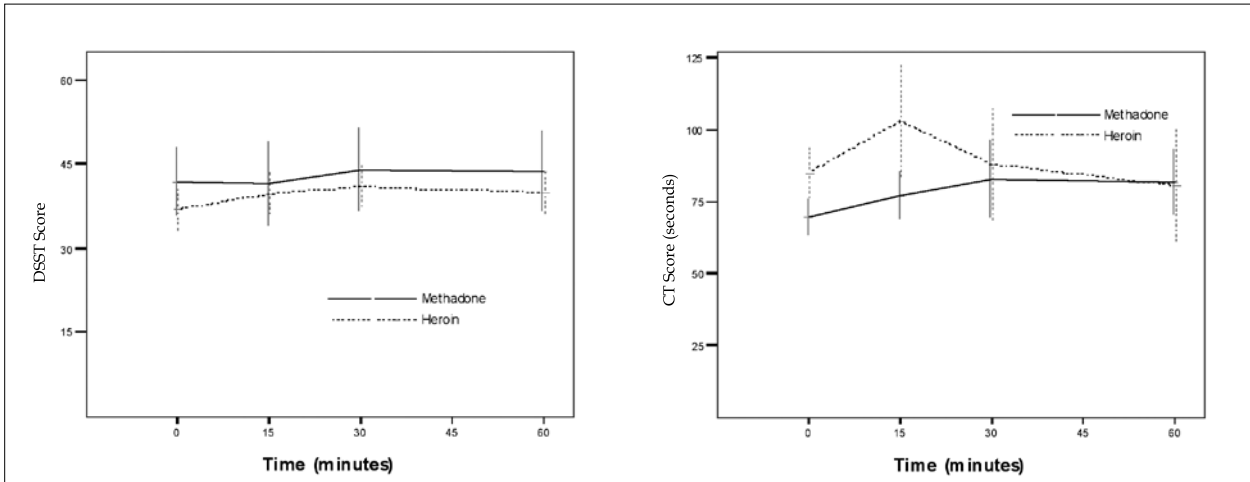 DSST Score
60
45
30
15
Methadone
Heroin
0 15 30 45 60
Time (minutes)
CT Score (seconds)
125
100
75
50
25
Methadone
Heroin
0 15 30 45 60
Time (minutes)